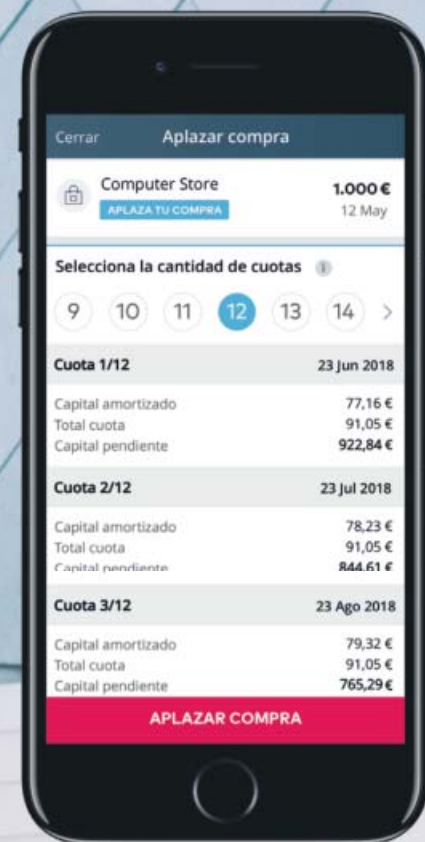 Cerrar Aplazar compra
Computer Store 1.000 €
APLAZA TU COMPRA 12 May
Selecciona la cantidad de cuotas i
9 10 11 12 13 14 >
Cuota 1/12 23 Jun 2018
Capital amortizado 77,16 €
Total cuota 91,05 €
Capital pendiente 922,84 €
Cuota 2/12 23 Jul 2018
Capital amortizado 78,23 €
Total cuota 91,05 €
Capital pendiente 844,61 €
Cuota 3/12 23 Ago 2018
Capital amortizado 79,32 €
Total cuota 91,05 €
Capital pendiente 765,29 €
APLAZAR COMPRA